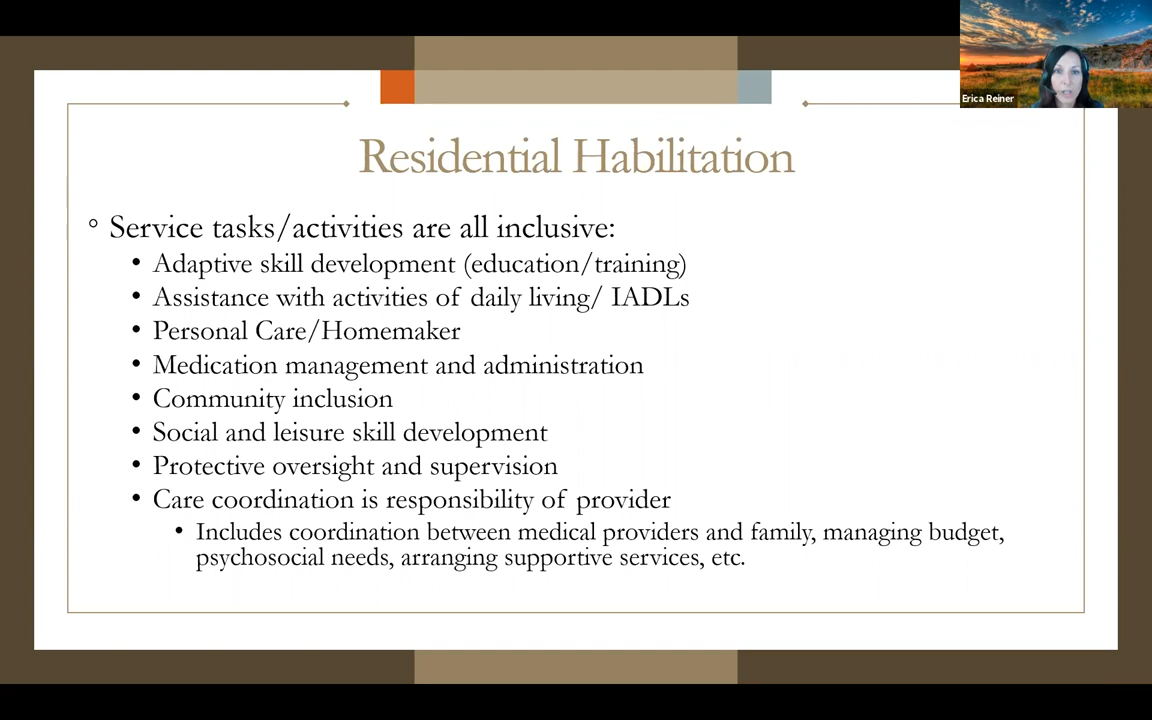 Erica Reiner
Residential Habilitation
° Service tasks/activities are all inclusive:
• Adaptive skill development (education/training)
• Assistance with activities of daily living/ IADLs
• Personal Care/Homemaker
• Medication management and administration
• Community inclusion
• Social and leisure skill development
• Protective oversight and supervision
• Care coordination is responsibility of provider
• Includes coordination between medical providers and family, managing budget,
psychosocial needs, arranging supportive services, etc.